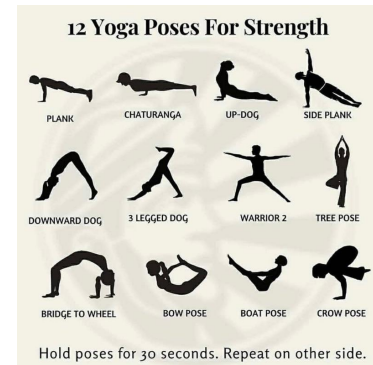 12 Yoga Poses For Strength
PLANK
CHATURANGA
UP-DOG
SIDE PLANK
DOWNWARD DOG
3 LEGGED DOG
WARRIOR 2
TREE POSE
BRIDGE TO WHEEL
BOW POSE
BOAT POSE
CROW POSE
Hold poses for 30 seconds. Repeat on other side.